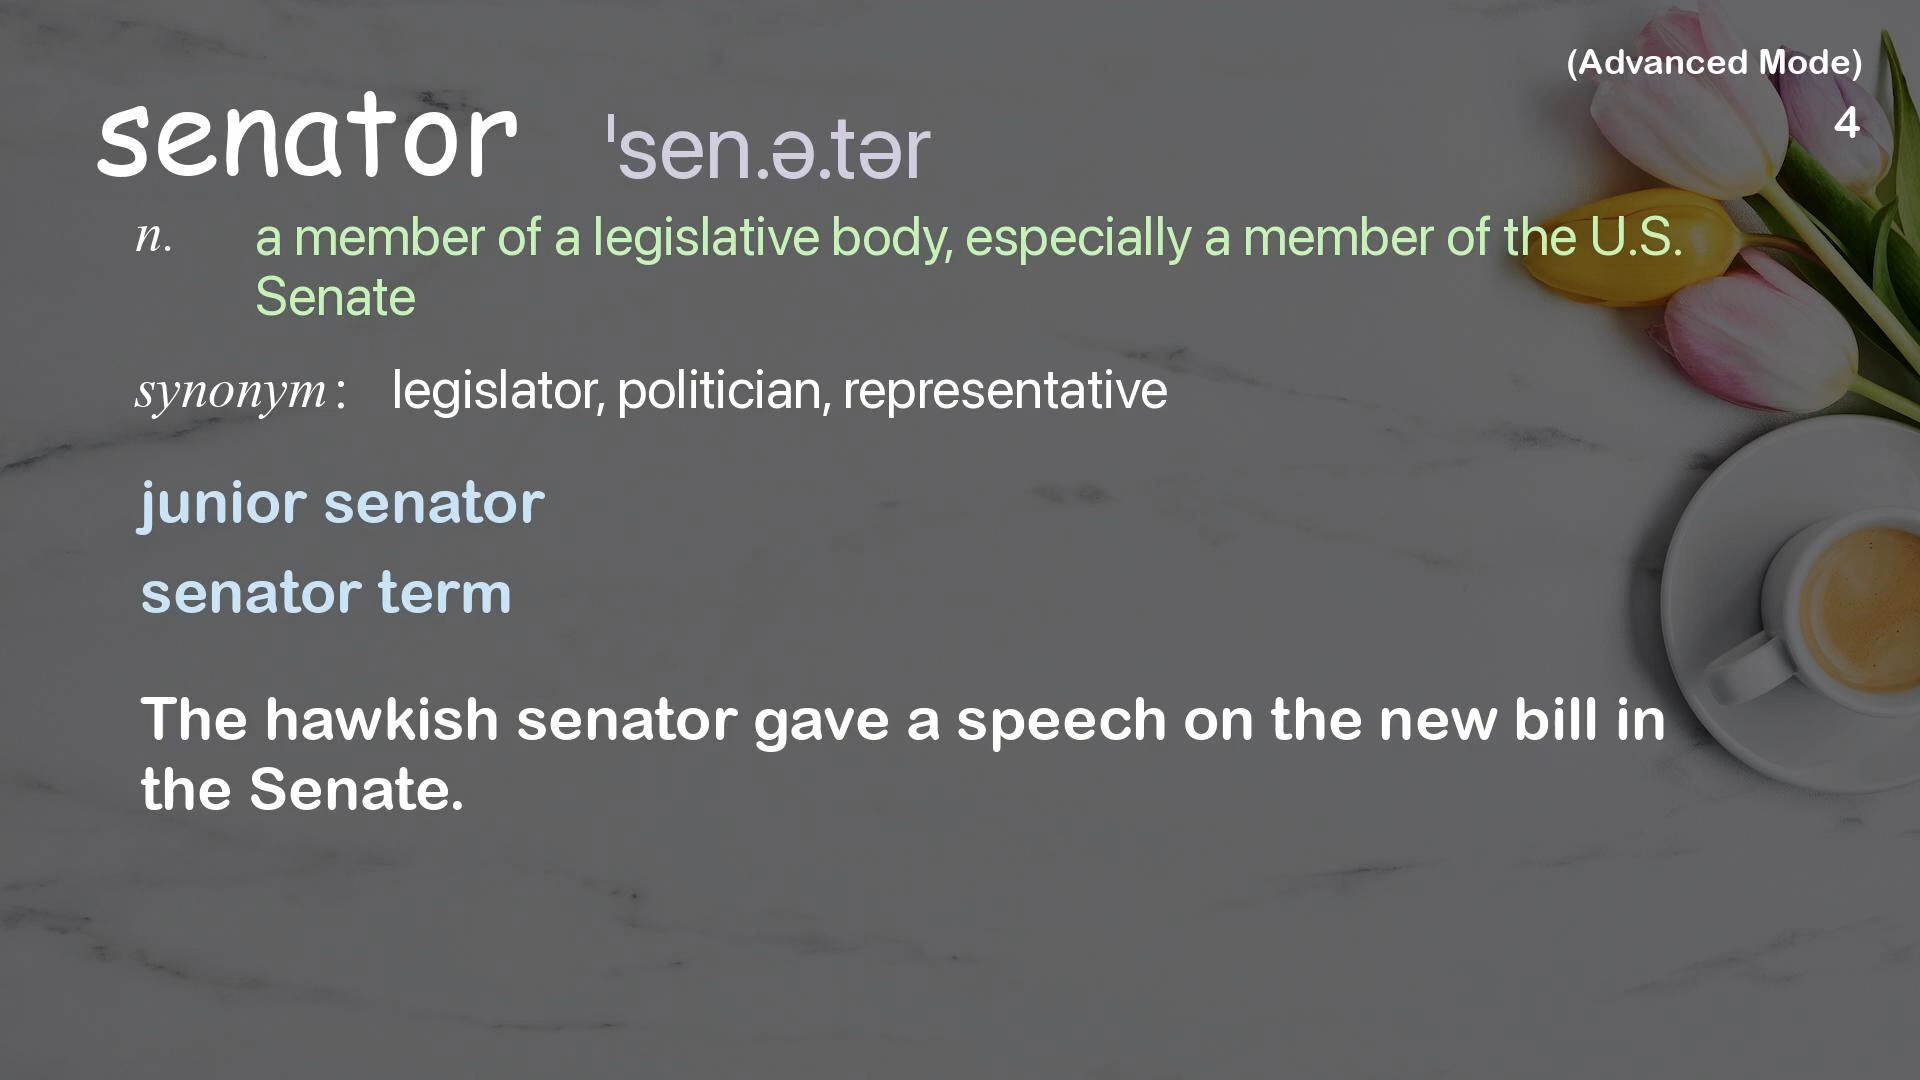 (Advanced Mode)
4
senator ˈsen.ə.tər
n. a member of a legislative body, especially a member of the U.S.
Senate
synonym: legislator, politician, representative
junior senator
senator term
The hawkish senator gave a speech on the new bill in
the Senate.